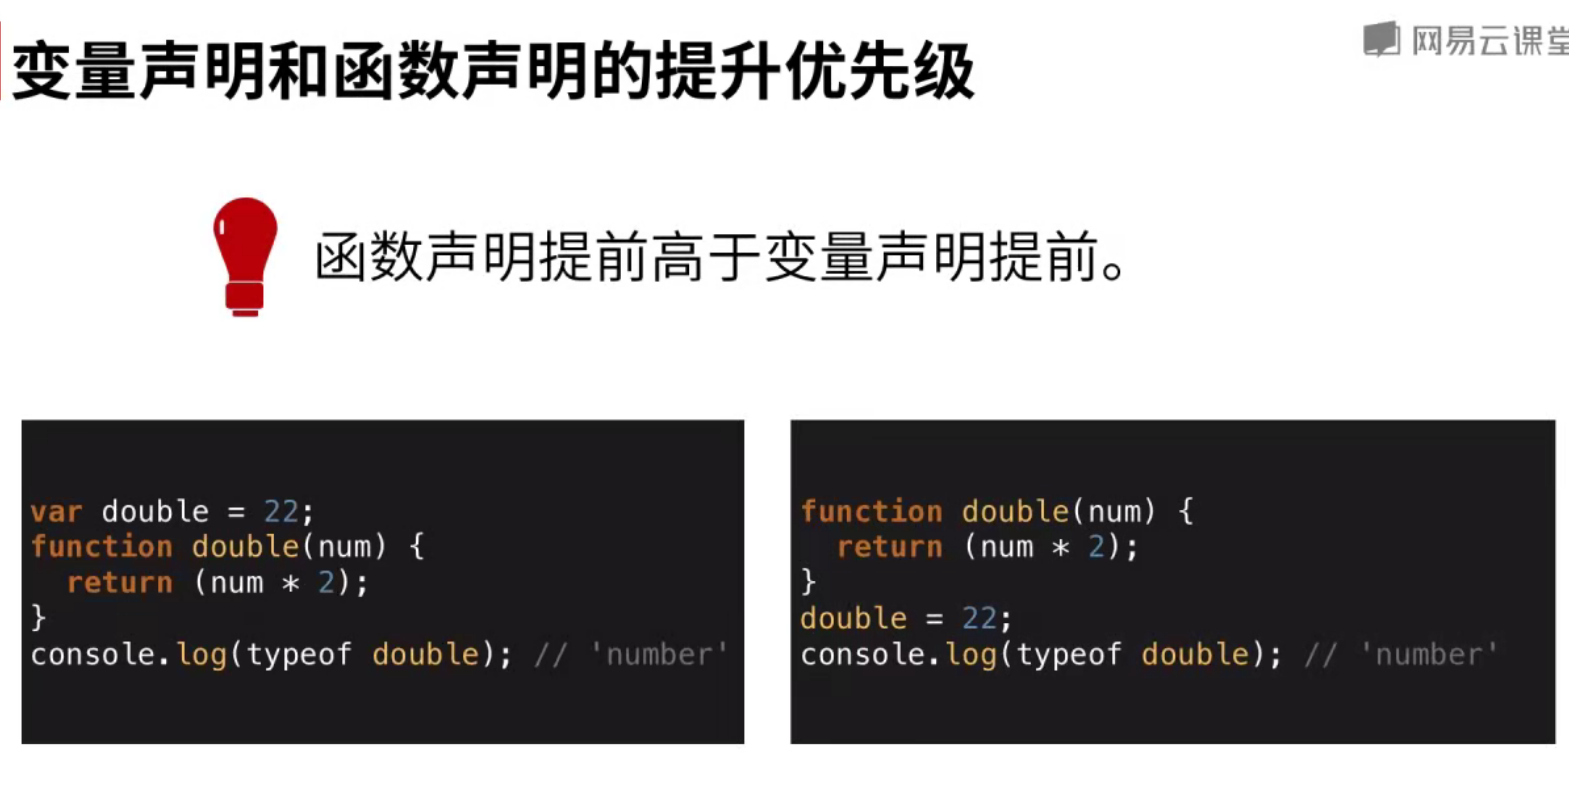 变量声明和函数声明的提升优先级
网易云课堂
函数声明提前高于变量声明提前。
var double = 22;
function double(num) {
  return (num * 2);
}
console.log(typeof double); // 'number'
function double(num) {
  return (num * 2);
}
double = 22;
console.log(typeof double); // 'number'